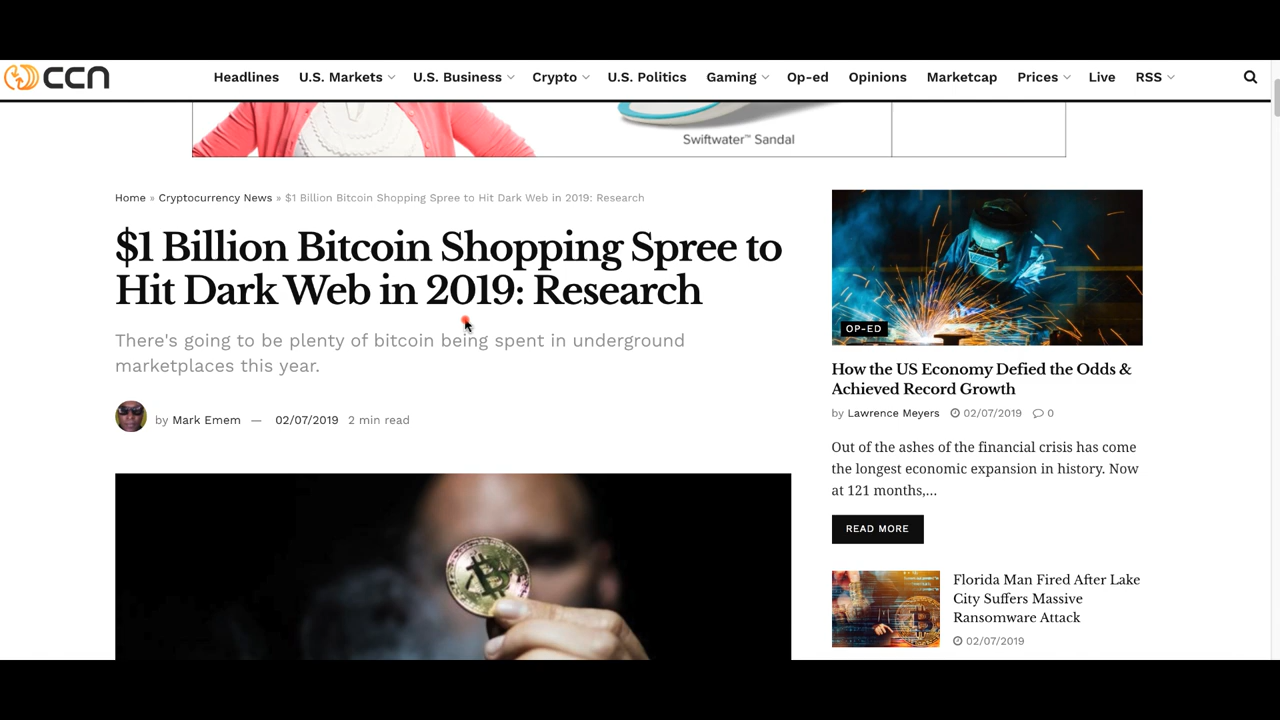 CCN
Headlines U.S. Markets U.S. Business Crypto U.S. Politics Gaming Op-ed Opinions Marketcap Prices Live RSS
Swiftwater™ Sandal
Home » Cryptocurrency News » $1 Billion Bitcoin Shopping Spree to Hit Dark Web in 2019: Research
$1 Billion Bitcoin Shopping Spree to
Hit Dark Web in 2019: Research
There's going to be plenty of bitcoin being spent in underground
marketplaces this year.
by Mark Emem — 02/07/2019 2 min read
OP-ED
How the US Economy Defied the Odds &
Achieved Record Growth
by Lawrence Meyers 02/07/2019 0
Out of the ashes of the financial crisis has come
the longest economic expansion in history. Now
at 121 months,...
READ MORE
Florida Man Fired After Lake
City Suffers Massive
Ransomware Attack
02/07/2019